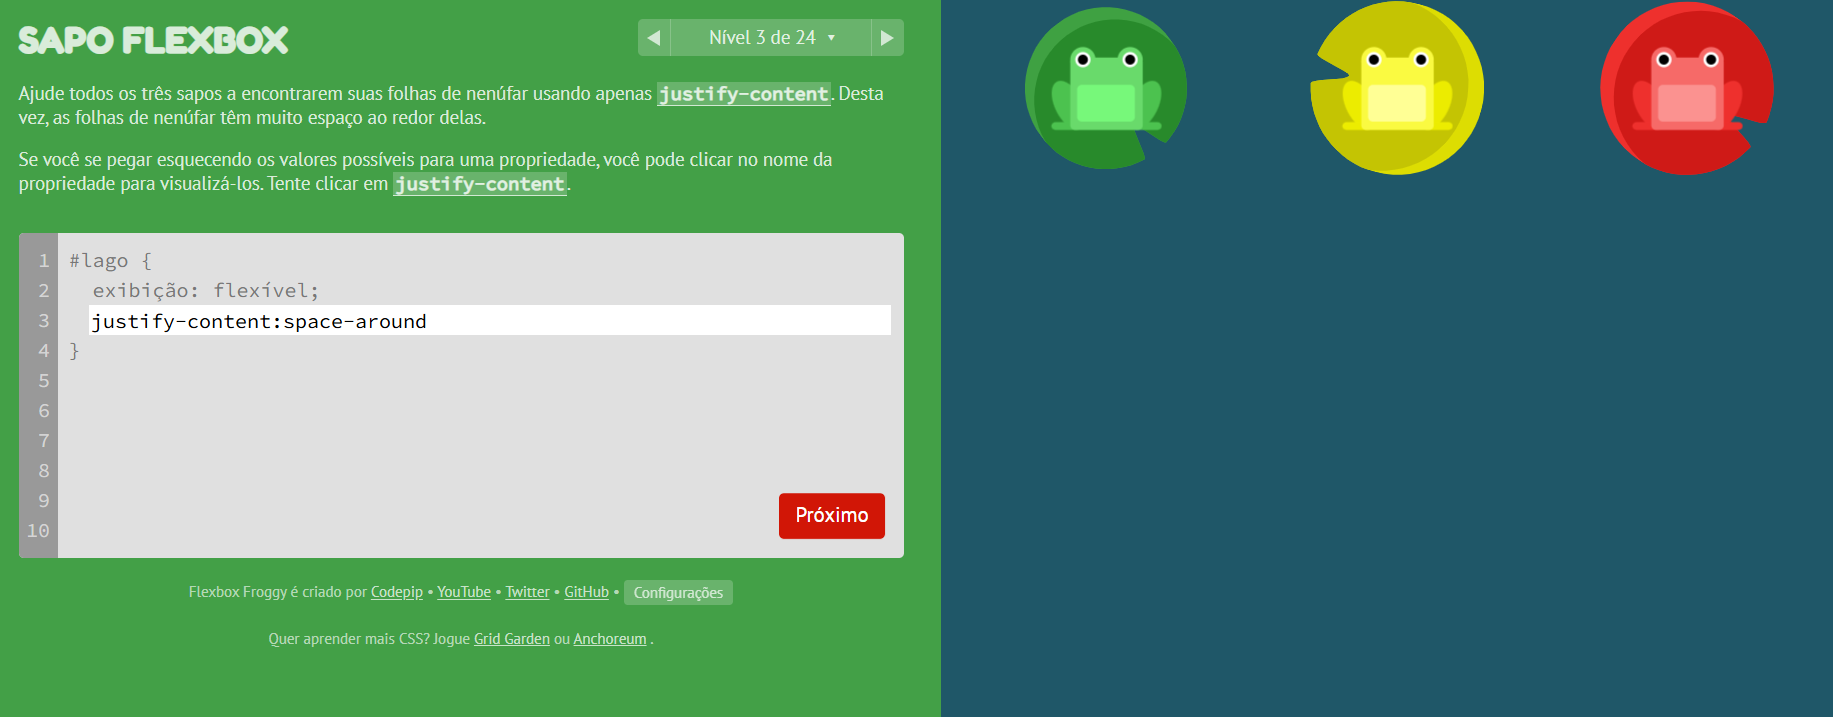 SAPO FLEXBOX
Nível 3 de 24
Ajude todos os três sapos a encontrarem suas folhas de nenúfar usando apenas justify-content. Desta
vez, as folhas de nenúfar têm muito espaço ao redor delas.
Se você se pegar esquecendo os valores possíveis para uma propriedade, você pode clicar no nome da
propriedade para visualizá-los. Tente clicar em justify-content.
1 #lago {
2 exibição: flexível;
3 justify-content:space-around
4 }
5
6
7
8
9
10
Próximo
Flexbox Froggy é criado por Codepip • YouTube • Twitter • GitHub • Configurações
Quer aprender mais CSS? Jogue Grid Garden ou Anchoreum .